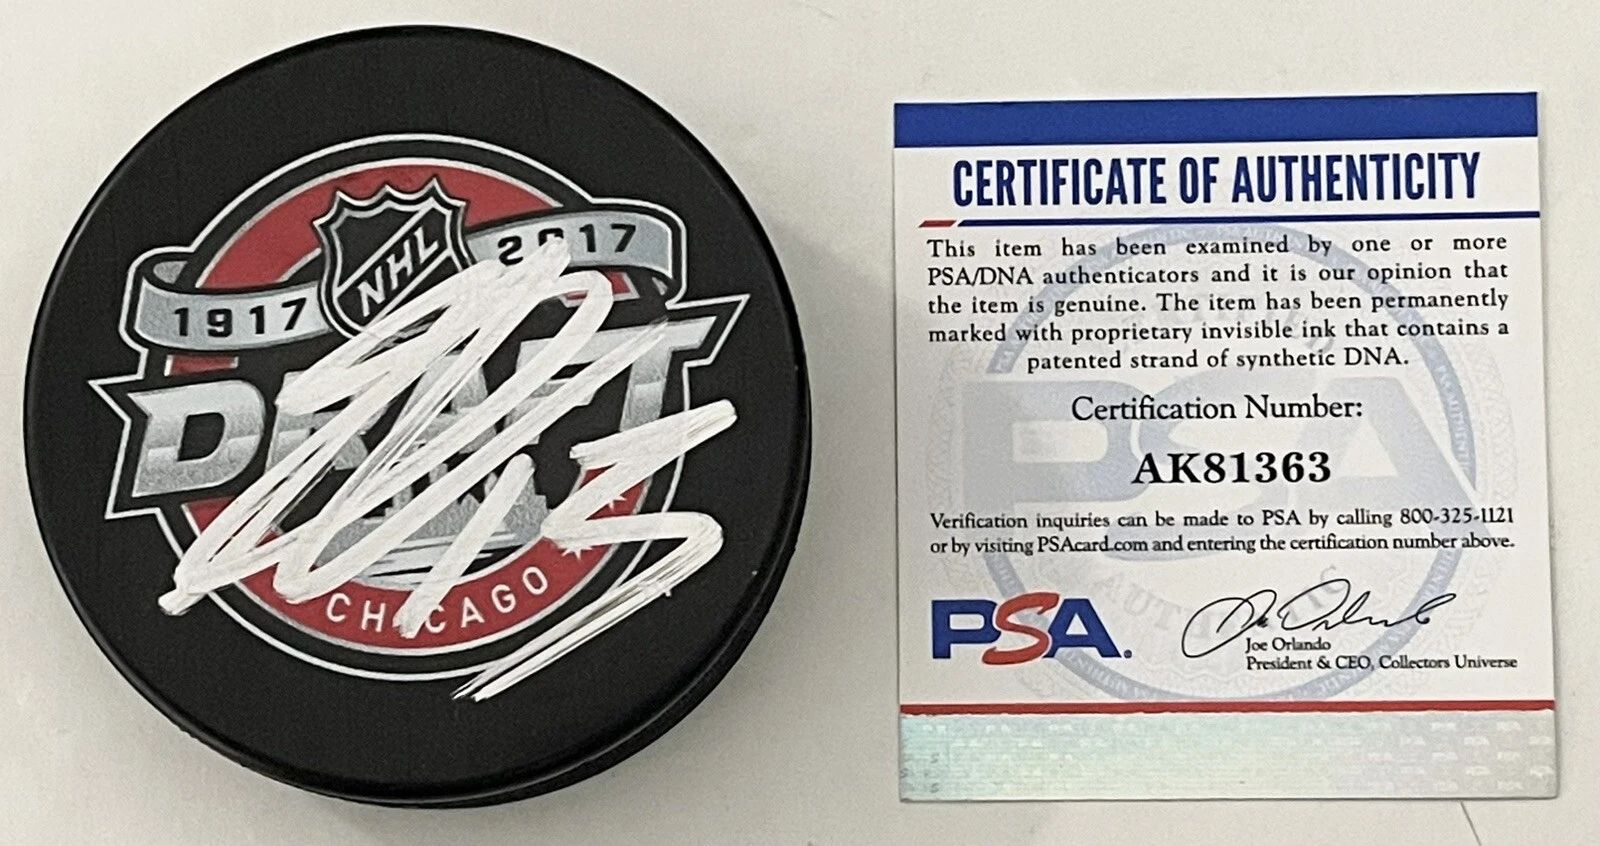 NHL
1917
2017
DRAFT
CHICAGO
CERTIFICATE OF AUTHENTICITY
This item has been examined by one or more
PSA/DNA authenticators and it is our opinion that
the item is genuine. The item has been permanently
marked with proprietary invisible ink that contains a
patented strand of synthetic DNA.
Certification Number:
AK81363
Verification inquiries can be made to PSA by calling 800-325-1121
or by visiting PSAcard.com and entering the certification number above.
PSA.
Joe Orlando
President & CEO, Collectors Universe